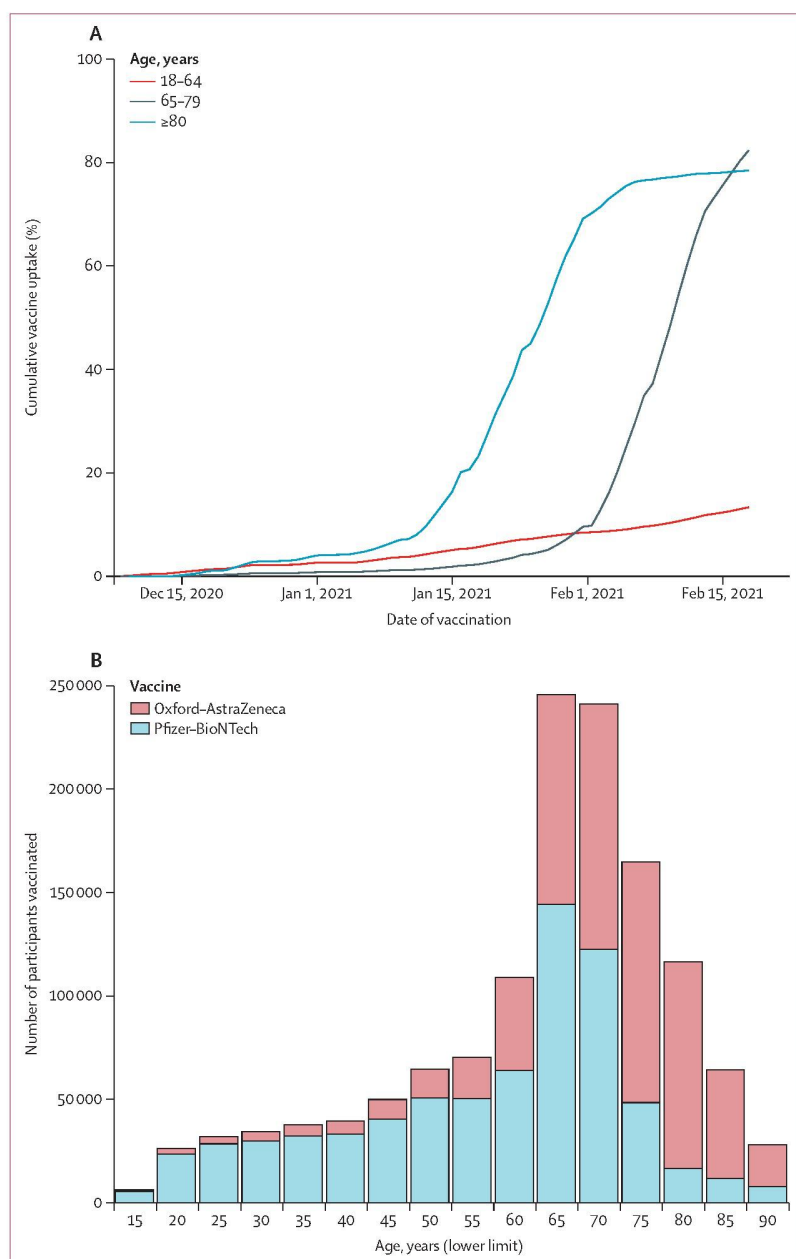 A
Age, years
18–64
65–79
≥80
100
80
60
40
20
0
Cumulative vaccine uptake (%)
Dec 15, 2020 Jan 1, 2021 Jan 15, 2021 Feb 1, 2021 Feb 15, 2021
Date of vaccination
B
Vaccine
Oxford–AstraZeneca
Pfizer–BioNTech
250 000
200 000
150 000
100 000
50 000
0
Number of participants vaccinated
15 20 25 30 35 40 45 50 55 60 65 70 75 80 85 90
Age, years (lower limit)